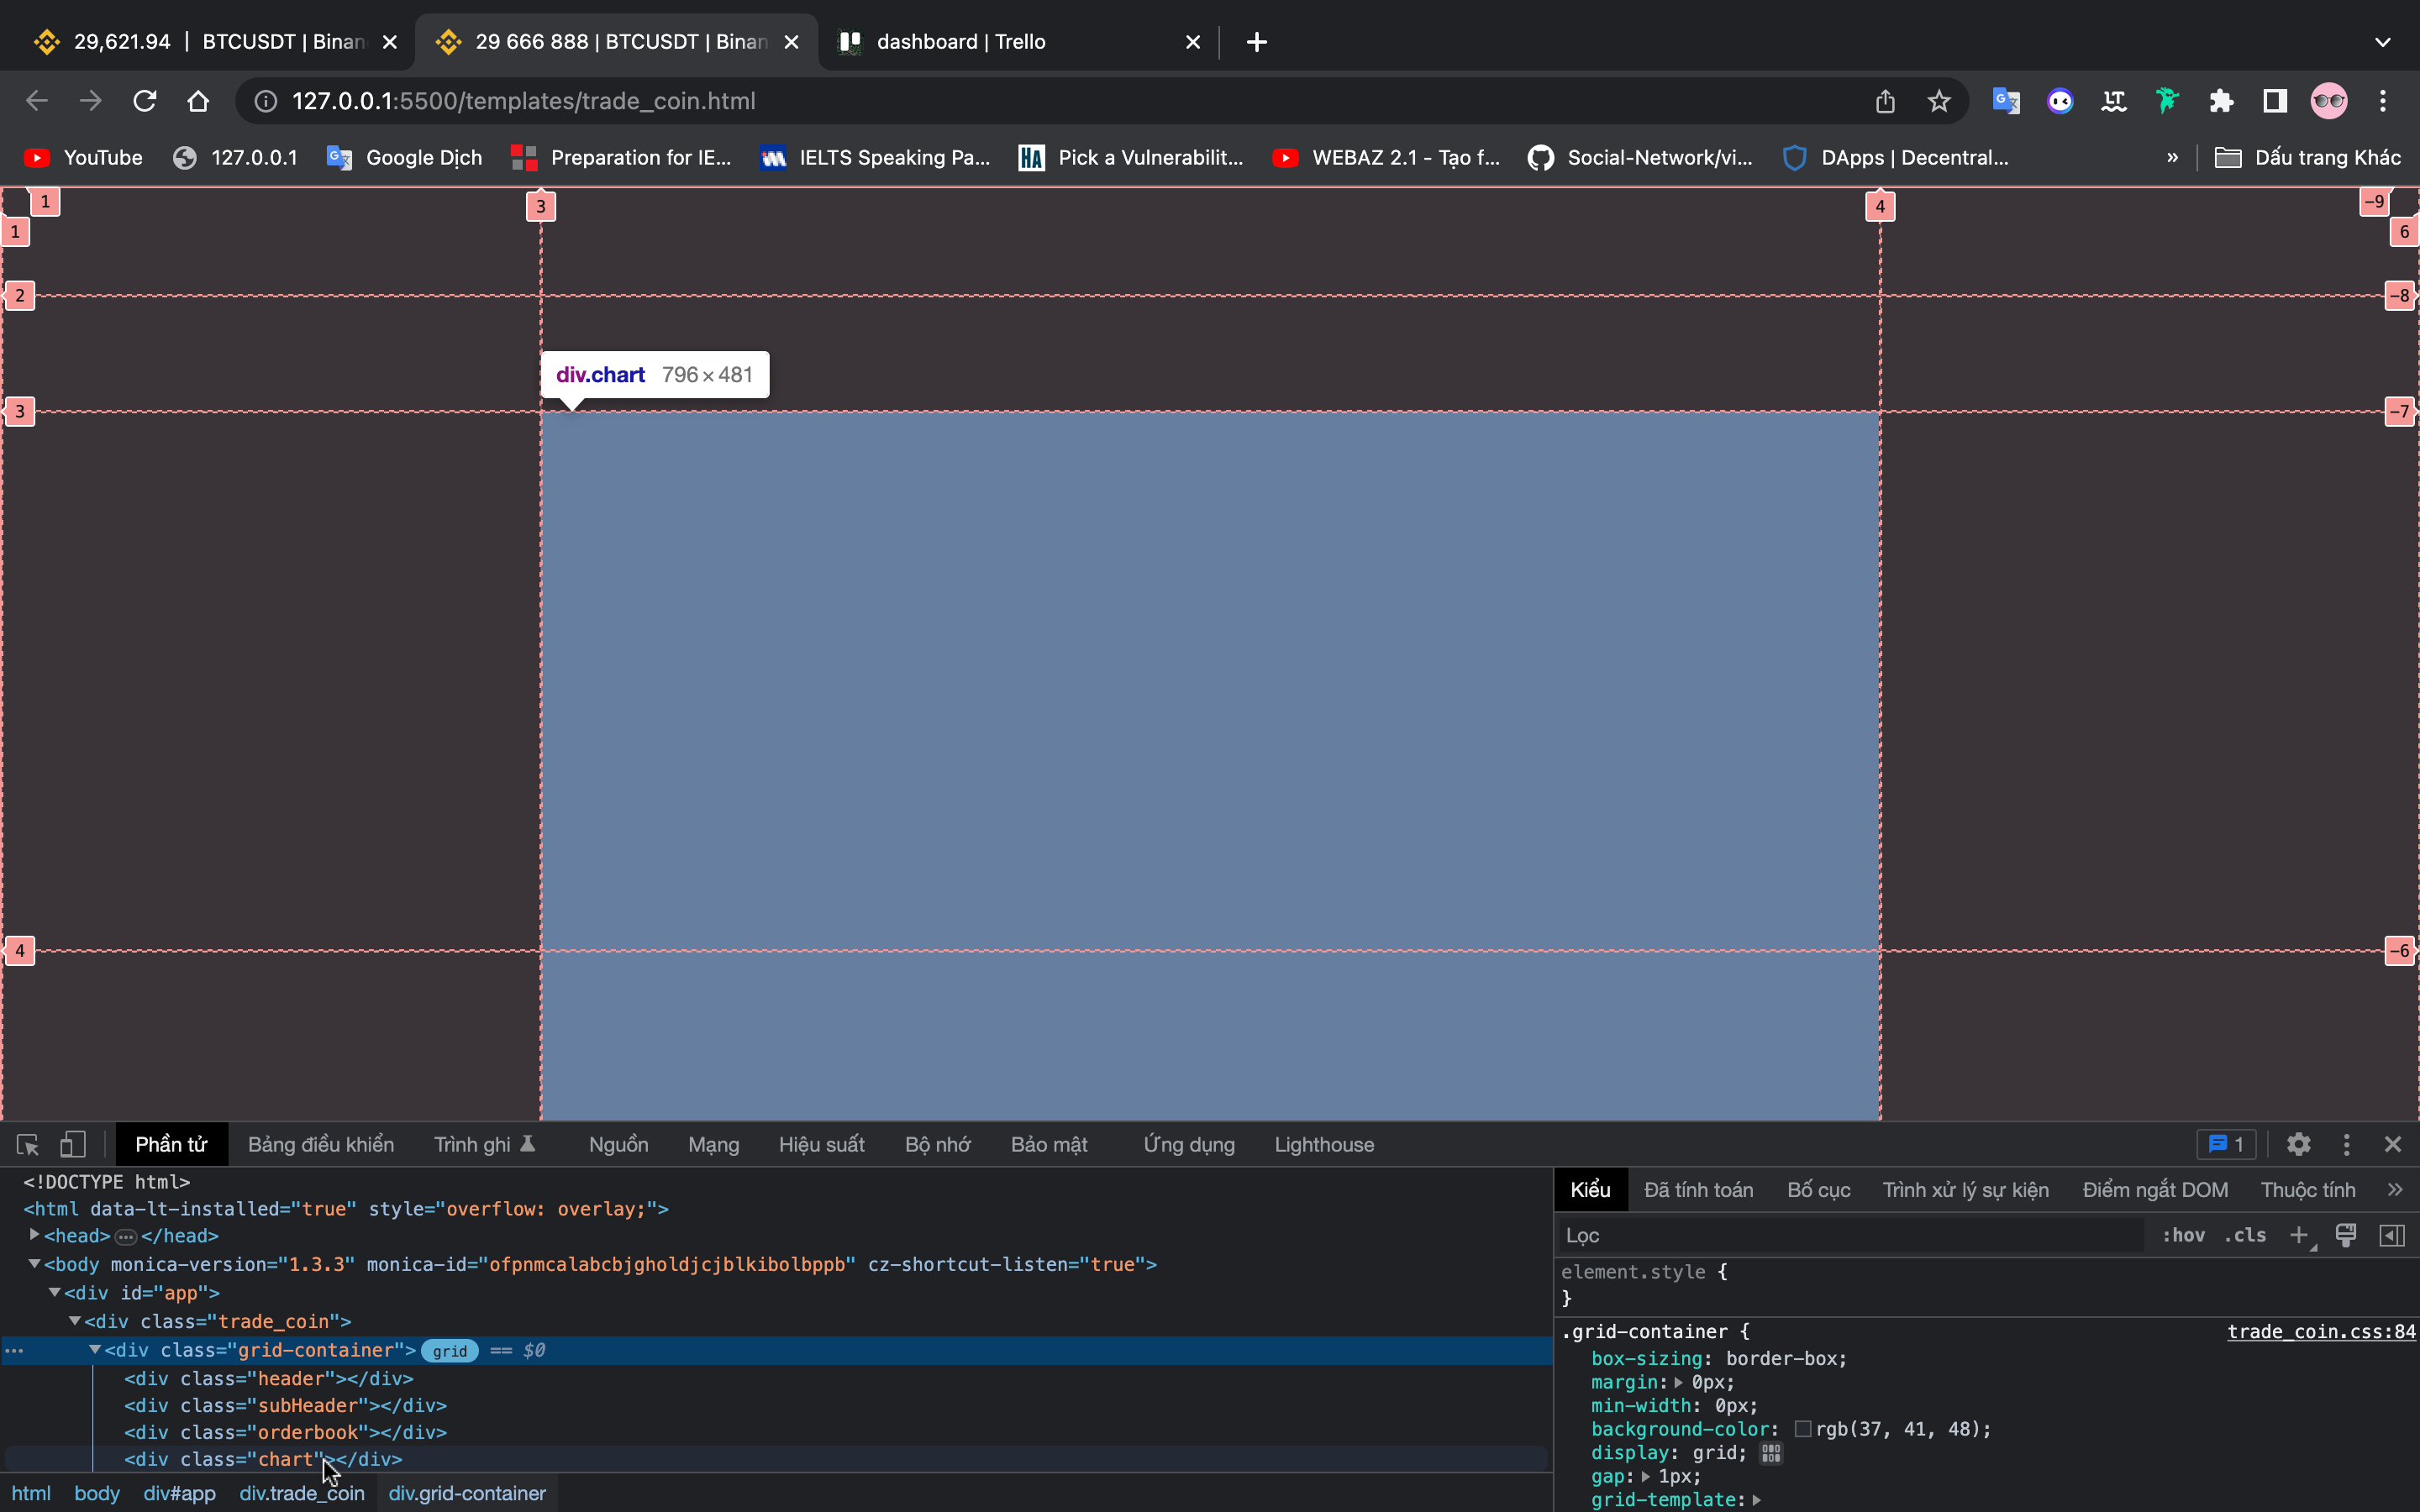 29,621.94 | BTCUSDT | Binan
29 666 888 | BTCUSDT | Binan
dashboard | Trello
127.0.0.1:5500/templates/trade_coin.html
YouTube
127.0.0.1
Google Dịch
Preparation for IE...
IELTS Speaking Pa...
Pick a Vulnerabilit...
WEBAZ 2.1 - Tạo f...
Social-Network/vi...
DApps | Decentral...
»
Dấu trang Khác
1
3
4
-9
1
6
2
-8
div.chart 796 × 481
3
-7
4
-6
Phần tử
Bảng điều khiển
Trình ghi
Nguồn
Mạng
Hiệu suất
Bộ nhớ
Bảo mật
Ứng dụng
Lighthouse
1
<!DOCTYPE html>
<html data-lt-installed="true" style="overflow: overlay;">
<head>…</head>
<body monica-version="1.3.3" monica-id="ofpnmcalabcbjgholdjcjblkibolbppb" cz-shortcut-listen="true">
<div id="app">
<div class="trade_coin">
… <div class="grid-container"> grid == $0
<div class="header"></div>
<div class="subHeader"></div>
<div class="orderbook"></div>
<div class="chart"></div>
html body div#app div.trade_coin div.grid-container
Kiểu
Đã tính toán
Bố cục
Trình xử lý sự kiện
Điểm ngắt DOM
Thuộc tính
»
Lọc
:hov .cls
element.style {
}
.grid-container { trade_coin.css:84
box-sizing: border-box;
margin: 0px;
min-width: 0px;
background-color: rgb(37, 41, 48);
display: grid;
gap: 1px;
grid-template: